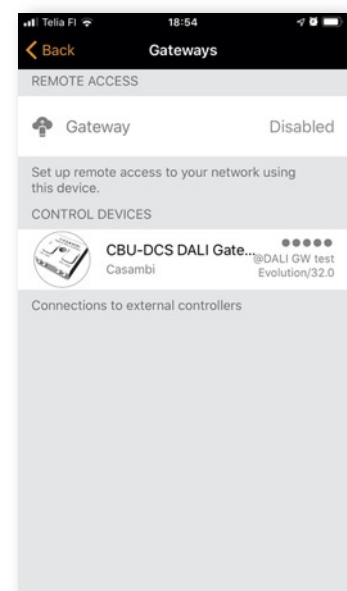 Telia FI
18:54
Back
Gateways
REMOTE ACCESS
Gateway
Disabled
Set up remote access to your network using
this device.
CONTROL DEVICES
CBU-DCS DALI Gate...
Casambi
@DALI GW test
Evolution/32.0
Connections to external controllers